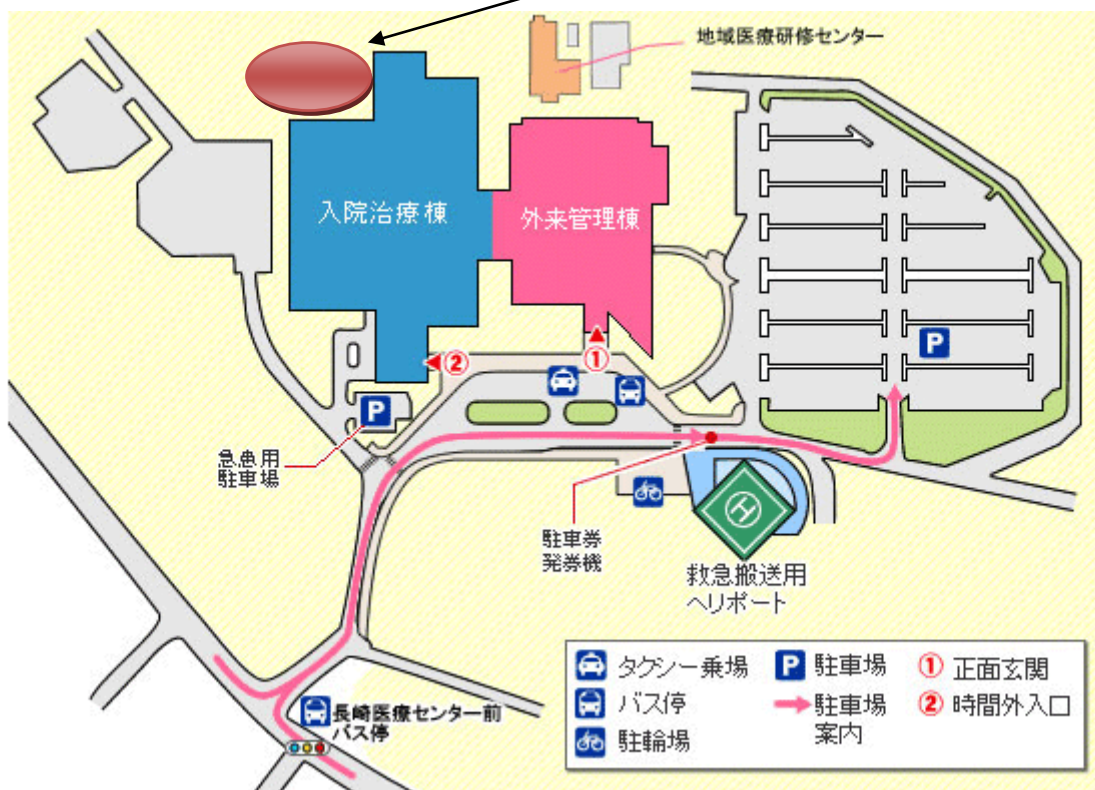 地域医療研修センター
入院治療棟
外来管理棟
②
①
P
P
急患用
駐車場
駐車券
発券機
H
救急搬送用
ヘリポート
長崎医療センター前
バス停
タクシー乗場
P 駐車場
① 正面玄関
バス停
駐車場
案内
② 時間外入口
駐輪場